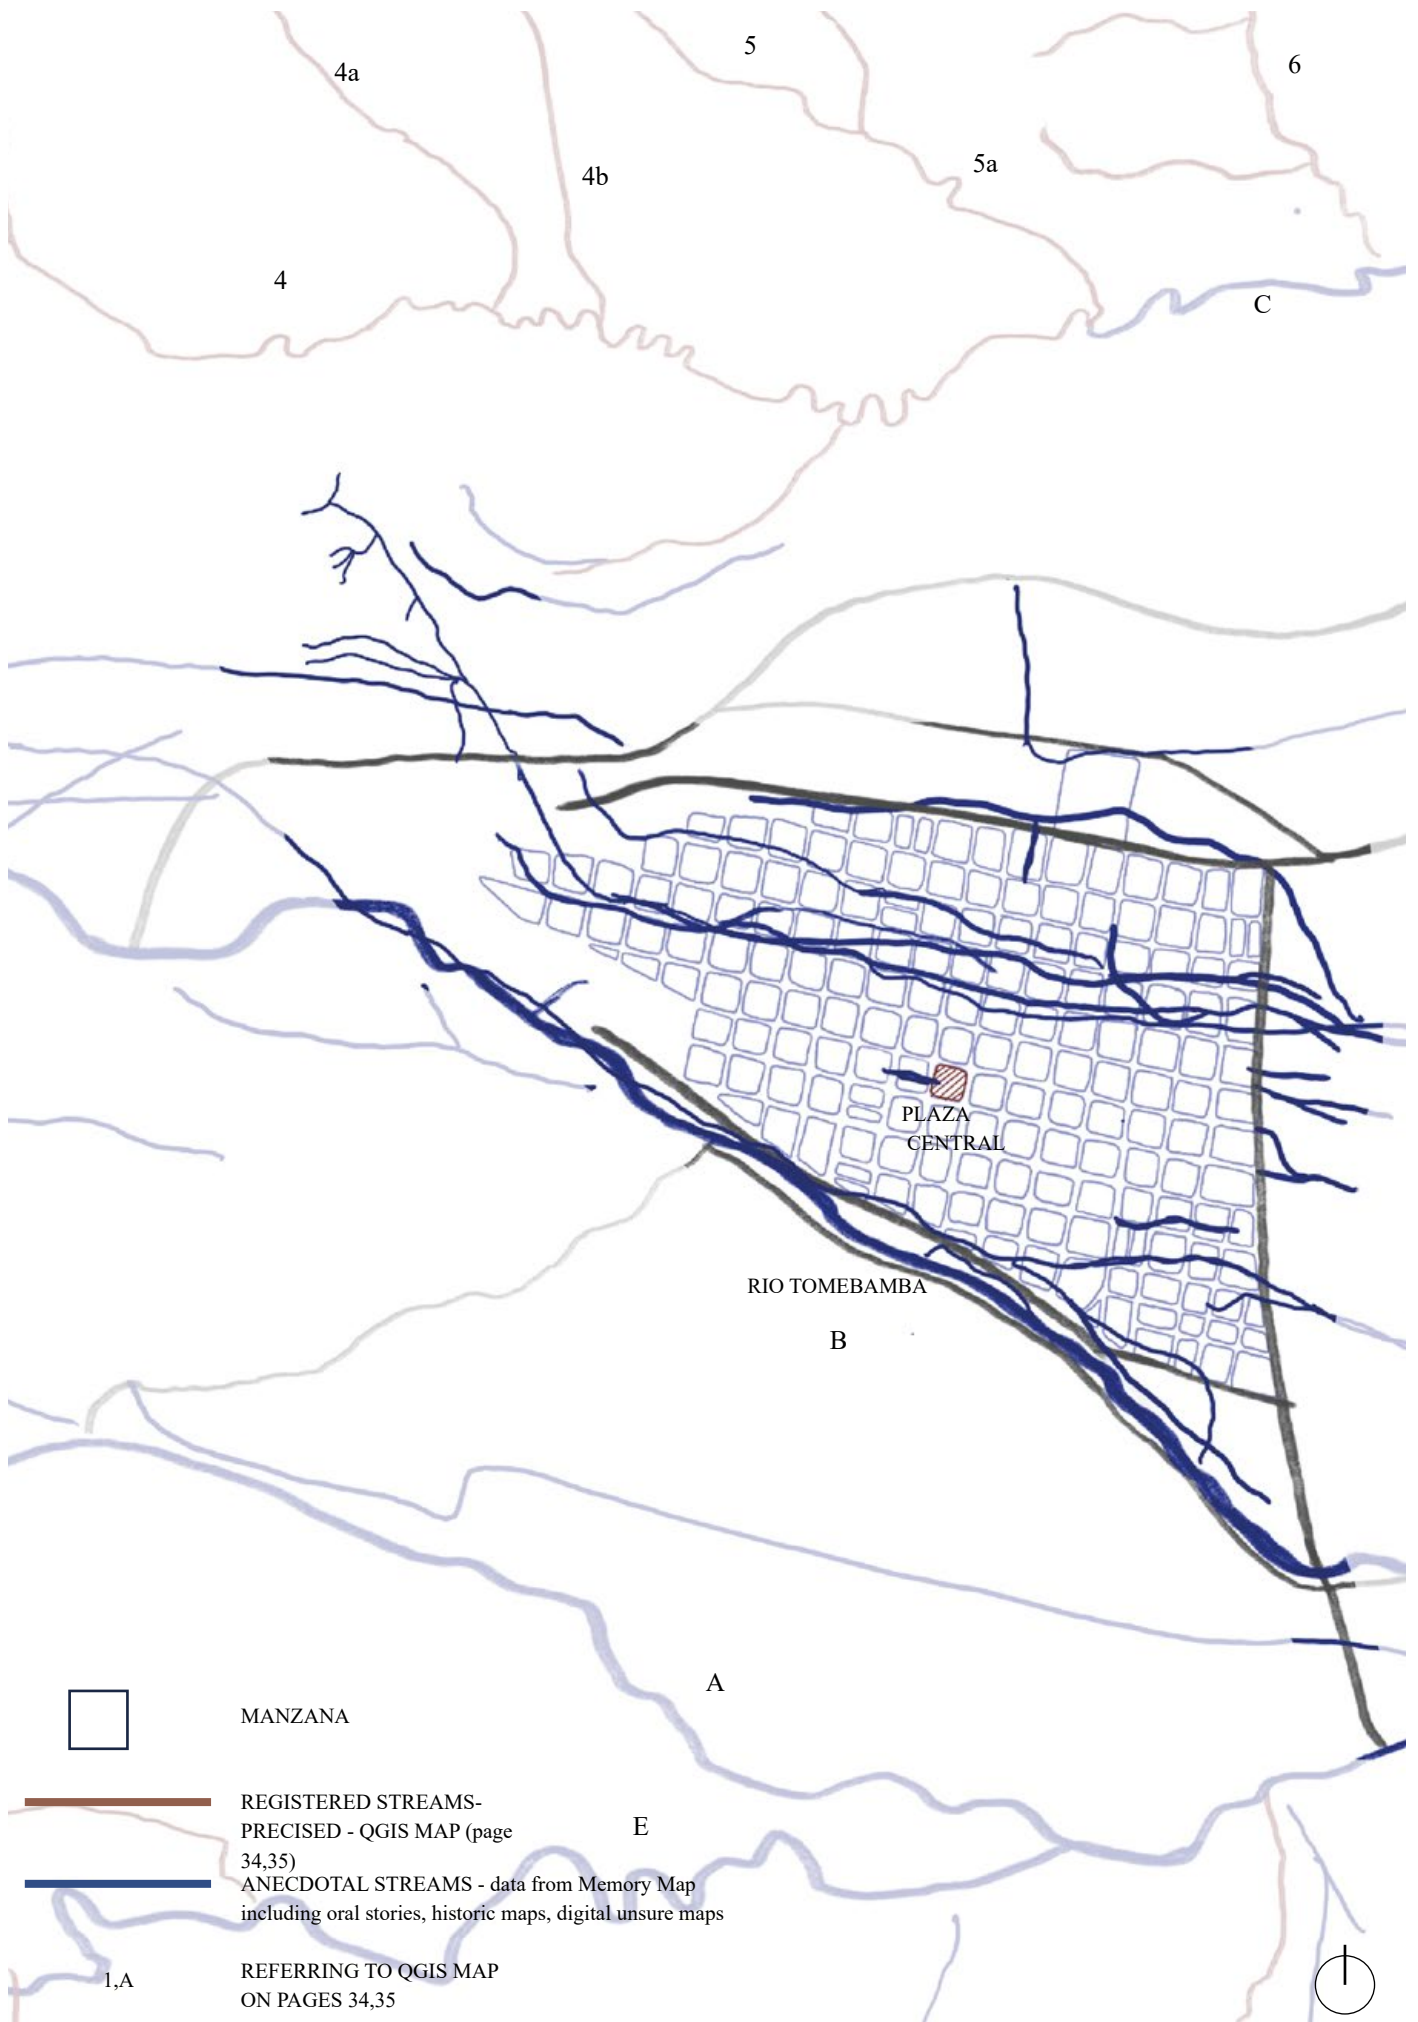 5
6
4a
5a
4b
4
C
PLAZA
CENTRAL
RIO TOMEBAMBA
B
A
MANZANA
REGISTERED STREAMS-
PRECISED - QGIS MAP (page
34,35)
E
ANECDOTAL STREAMS - data from Memory Map
including oral stories, historic maps, digital unsure maps
1,A
REFERRING TO QGIS MAP
ON PAGES 34,35